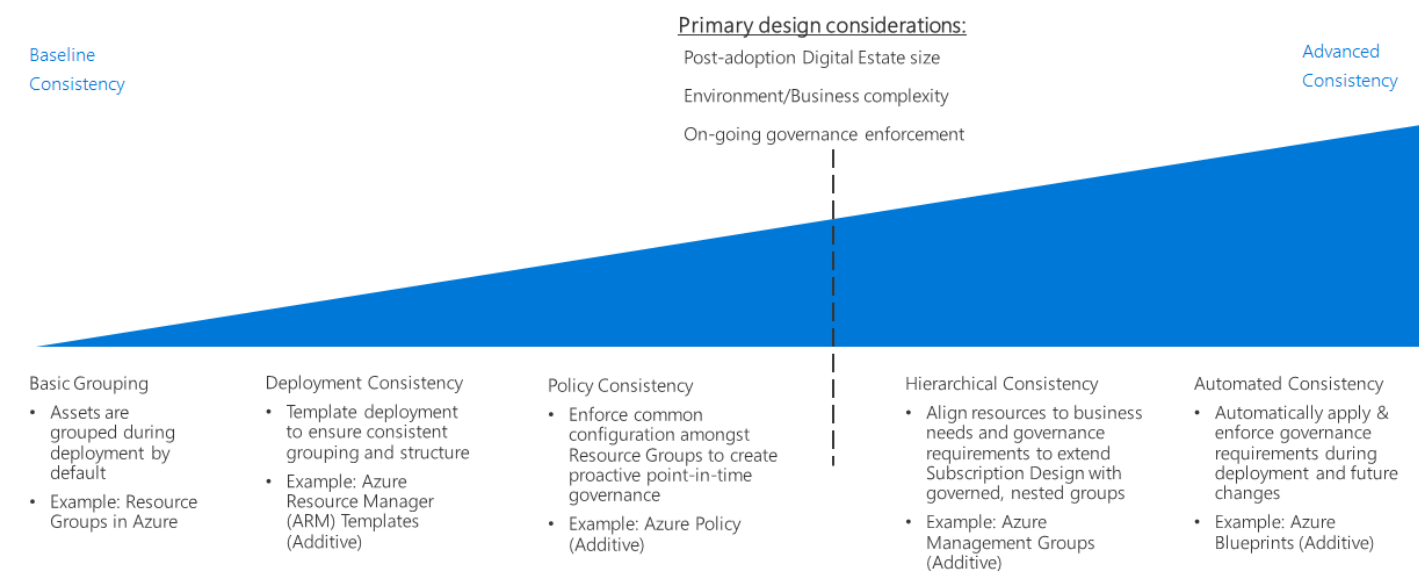 Primary design considerations:
Post-adoption Digital Estate size
Environment/Business complexity
On-going governance enforcement
Baseline
Consistency
Advanced
Consistency
Basic Grouping
• Assets are
grouped during
deployment by
default
• Example: Resource
Groups in Azure
Deployment Consistency
• Template deployment
to ensure consistent
grouping and structure
• Example: Azure
Resource Manager
(ARM) Templates
(Additive)
Policy Consistency
• Enforce common
configuration amongst
Resource Groups to create
proactive point-in-time
governance
• Example: Azure Policy
(Additive)
Hierarchical Consistency
• Align resources to business
needs and governance
requirements to extend
Subscription Design with
governed, nested groups
• Example: Azure
Management Groups
(Additive)
Automated Consistency
• Automatically apply &
enforce governance
requirements during
deployment and future
changes
• Example: Azure
Blueprints (Additive)